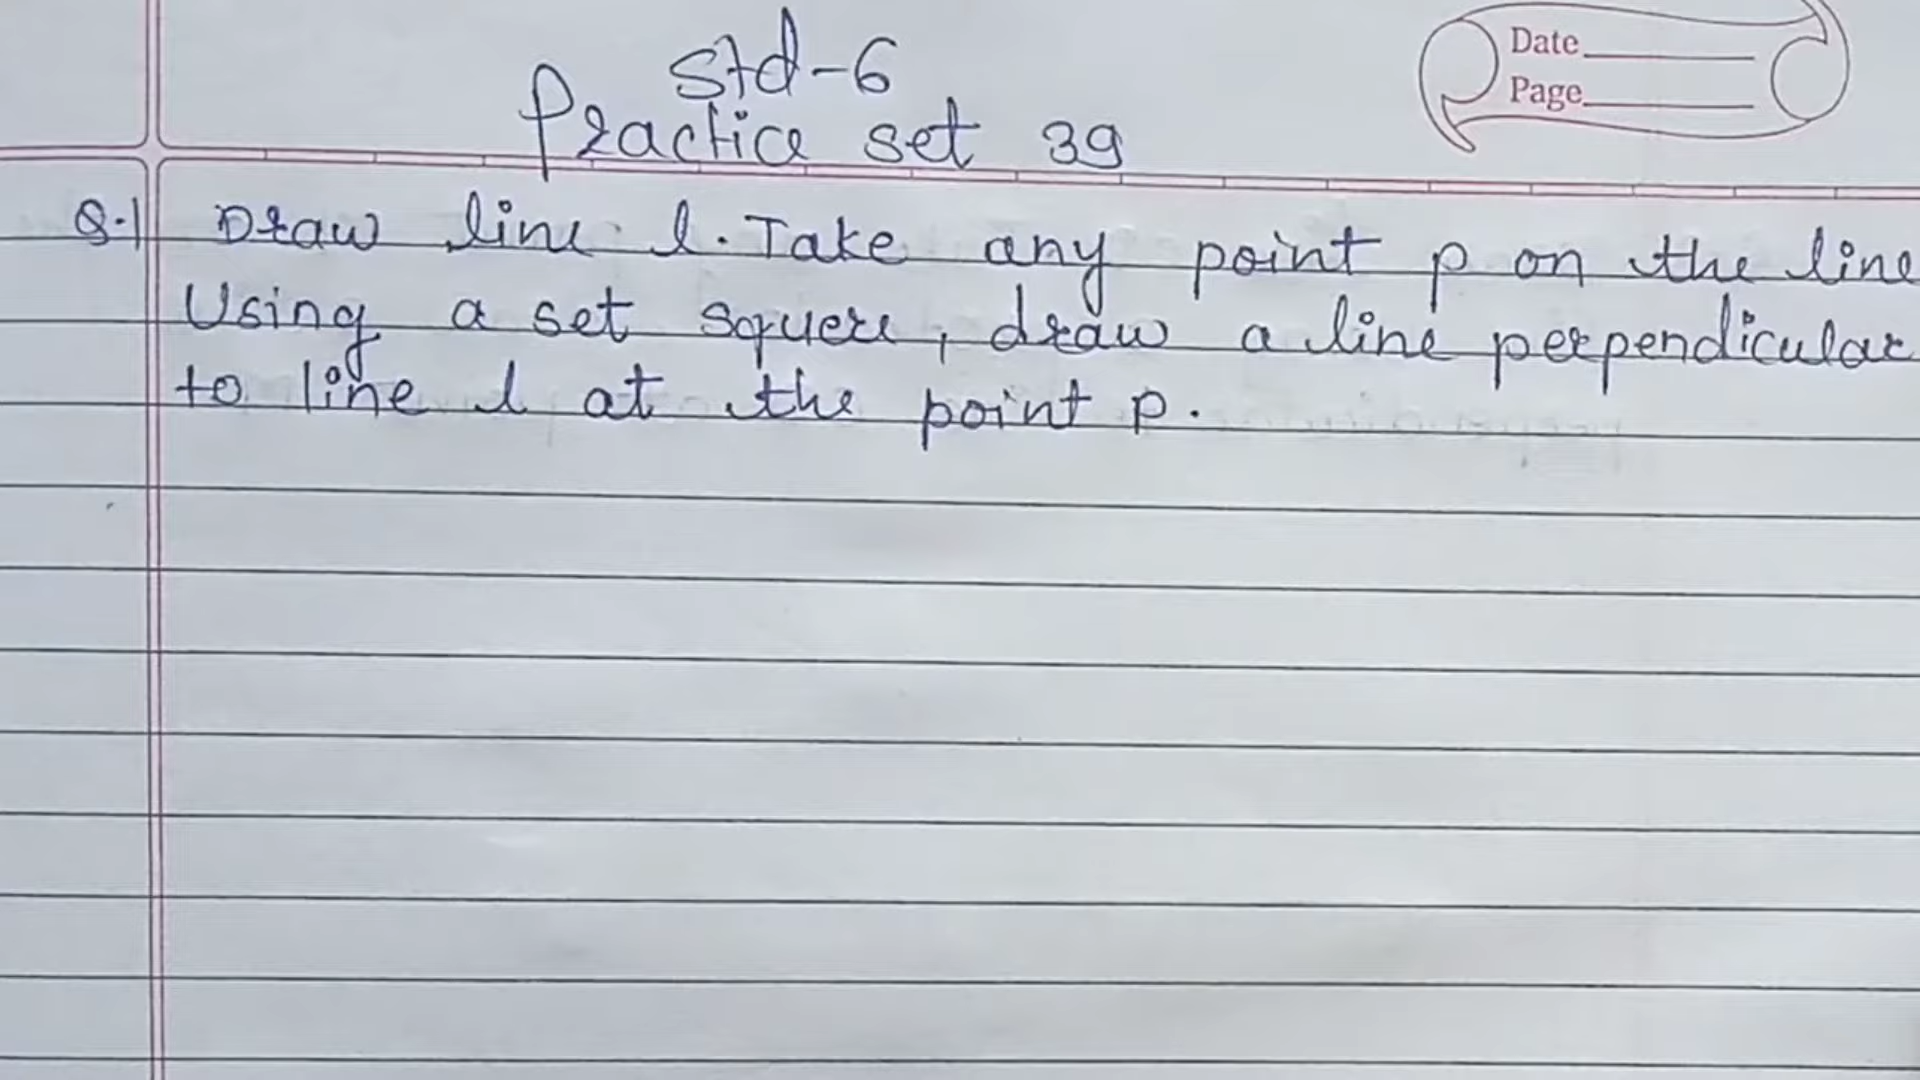 Std-6
Practice set 39
Date
Page
Q.1 Draw line l. Take any point p on the line
Using a set squere, draw a line perpendicular
to line l at the point p.